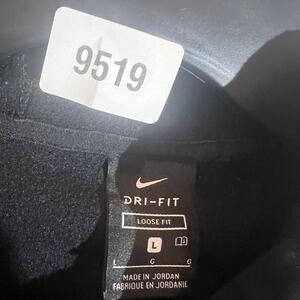 9519
DRI-FIT
LOOSE FIT
L
L G G
MADE IN JORDAN
FABRIQUÉ EN JORDANIE